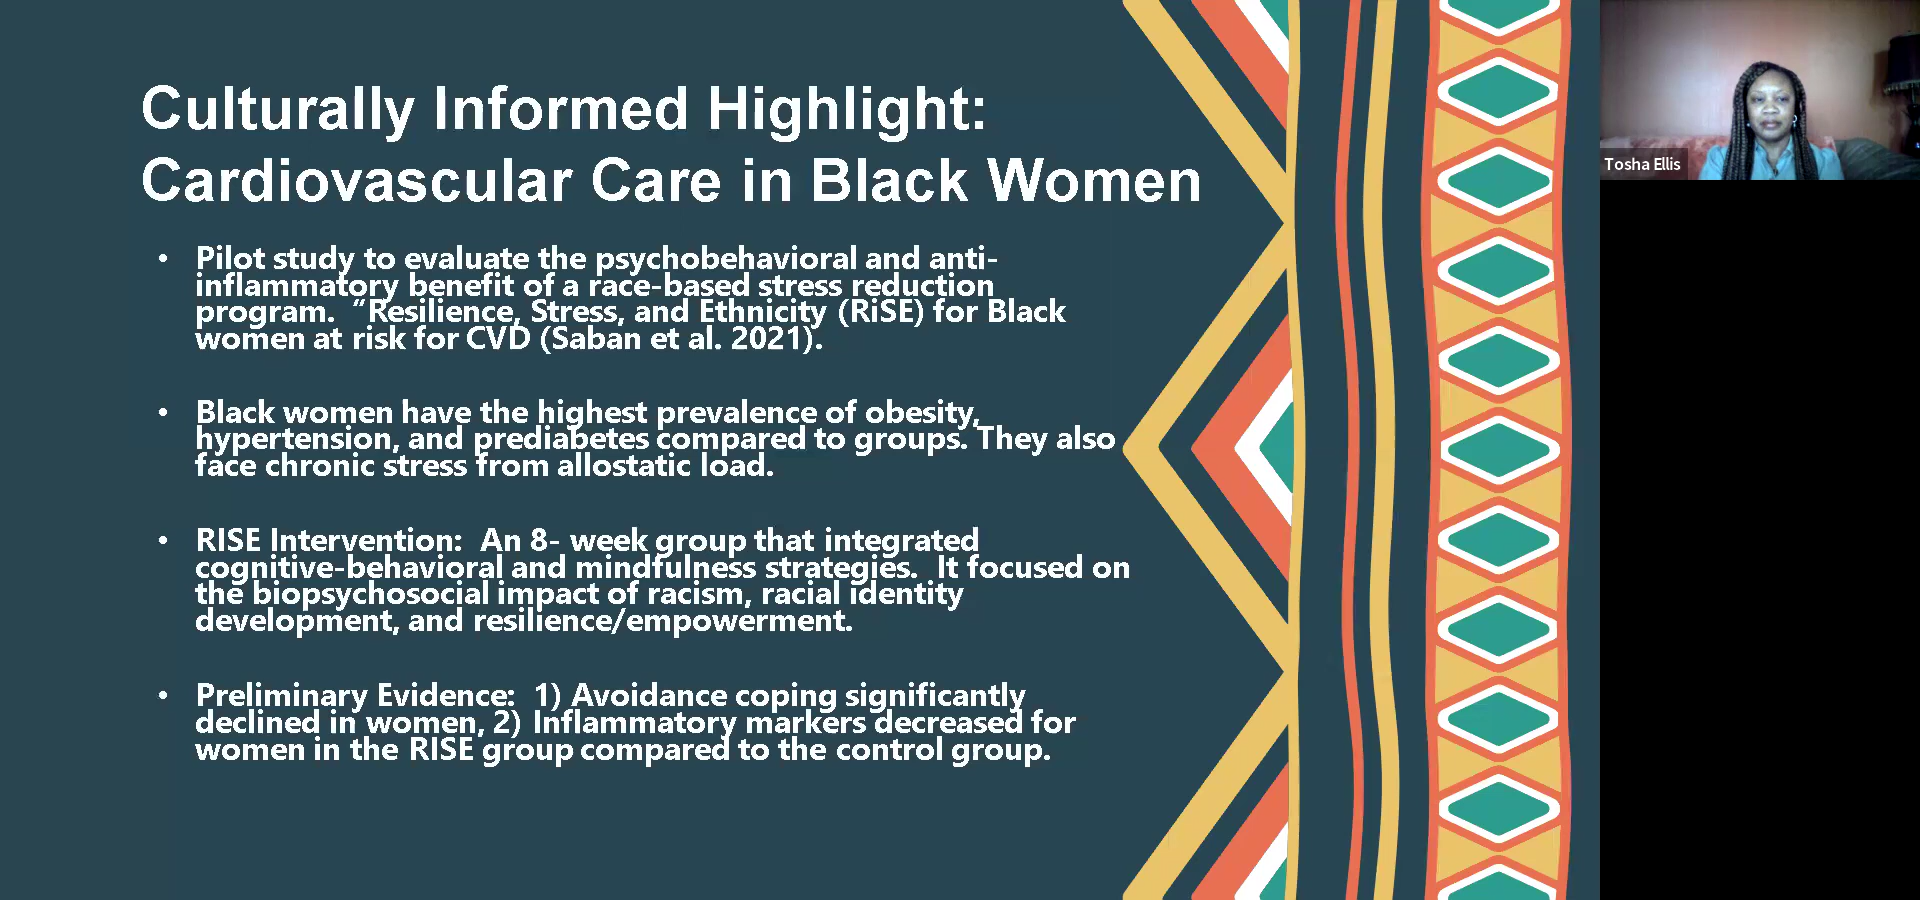 Culturally Informed Highlight:
Cardiovascular Care in Black Women
• Pilot study to evaluate the psychobehavioral and anti-
inflammatory benefit of a race-based stress reduction
program. “Resilience, Stress, and Ethnicity (RiSE) for Black
women at risk for CVD (Saban et al. 2021).
• Black women have the highest prevalence of obesity,
hypertension, and prediabetes compared to groups. They also
face chronic stress from allostatic load.
• RISE Intervention: An 8- week group that integrated
cognitive-behavioral and mindfulness strategies. It focused on
the biopsychosocial impact of racism, racial identity
development, and resilience/empowerment.
• Preliminary Evidence: 1) Avoidance coping significantly
declined in women, 2) Inflammatory markers decreased for
women in the RISE group compared to the control group.
Tosha Ellis